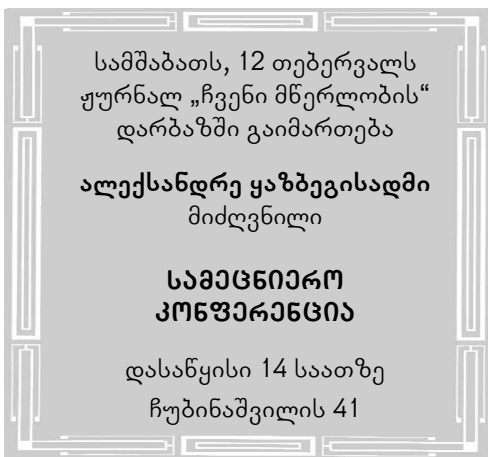 სამშაბათს, 12 თებერვალს
ჟურნალ „ჩვენი მწერლობის“
დარბაზში გაიმართება
ალექსანდრე ყაზბეგისადმი
მიძღვნილი
სამეცნიერო
კონფერენცია
დასაწყისი 14 საათზე
ჩუბინაშვილის 41